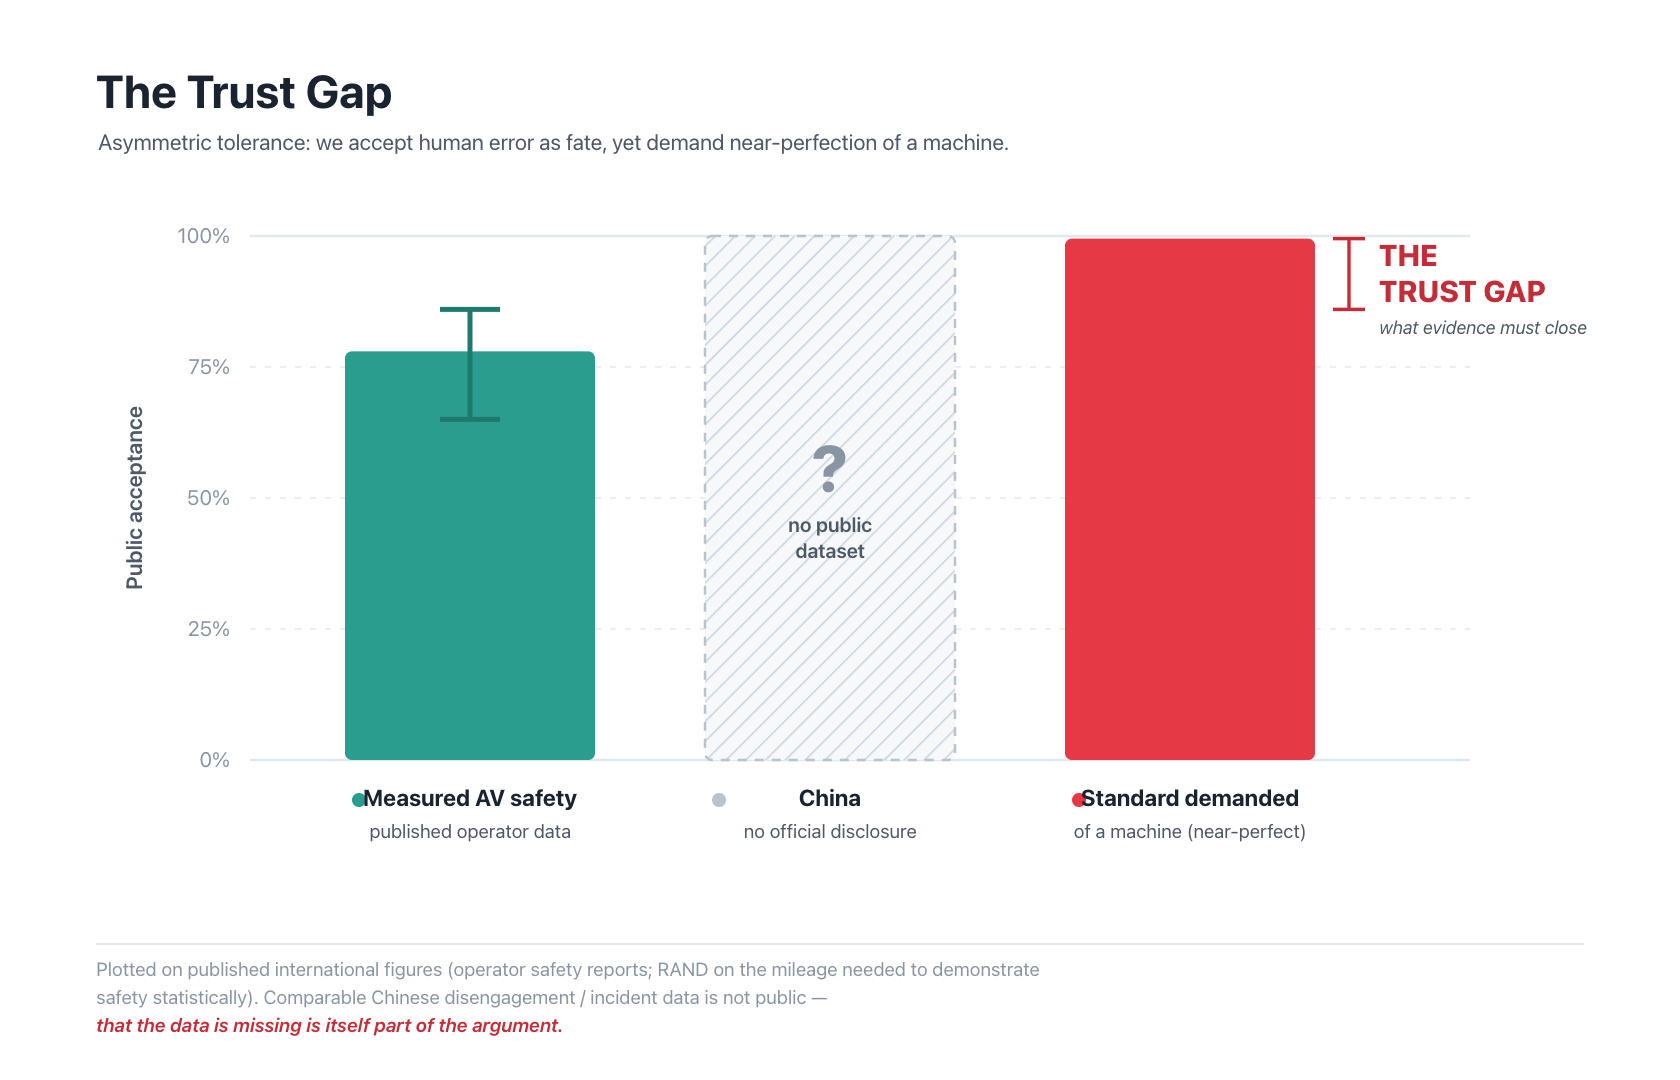 The Trust Gap
Asymmetric tolerance: we accept human error as fate, yet demand near-perfection of a machine.
100%
75%
50%
25%
0%
Public acceptance
?
no public
dataset
THE
TRUST GAP
what evidence must close
Measured AV safety
published operator data
China
no official disclosure
Standard demanded
of a machine (near-perfect)
Plotted on published international figures (operator safety reports; RAND on the mileage needed to demonstrate
safety statistically). Comparable Chinese disengagement / incident data is not public —
that the data is missing is itself part of the argument.